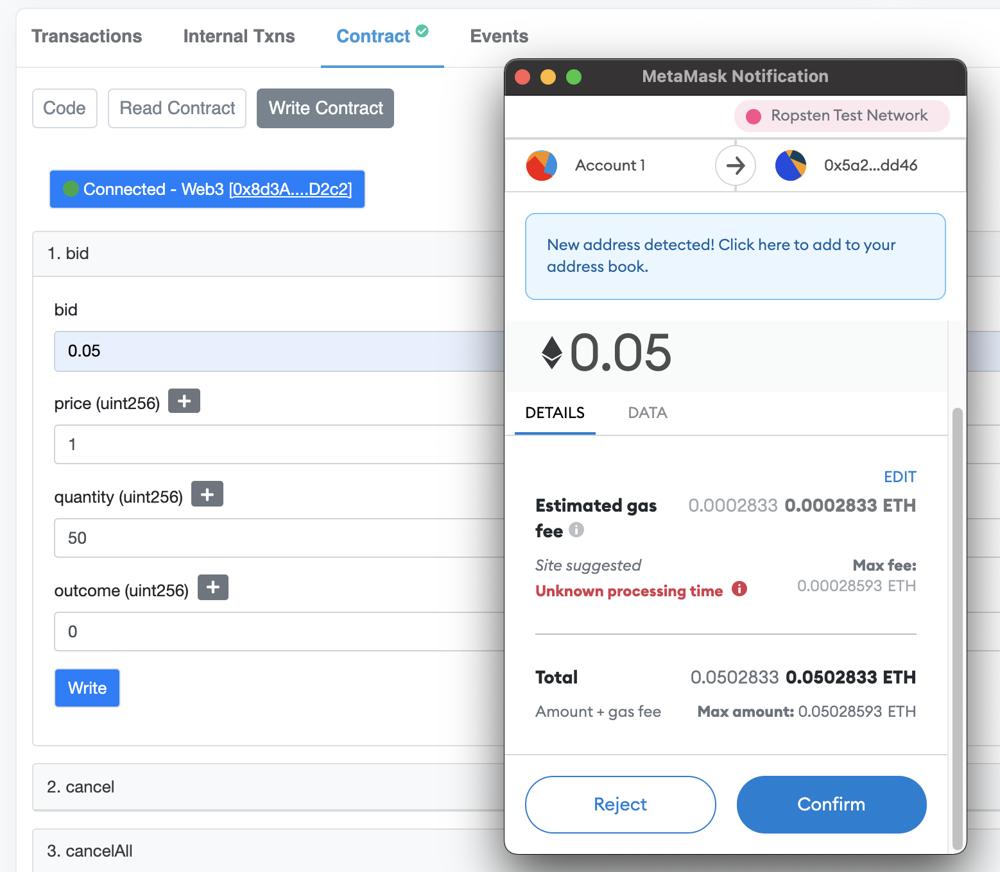 Transactions Internal Txns Contract Events
Code Read Contract Write Contract
Connected - Web3 [0x8d3A....D2c2]
1. bid
bid
0.05
price (uint256) +
1
quantity (uint256) +
50
outcome (uint256) +
0
Write
2. cancel
3. cancelAll
MetaMask Notification
Ropsten Test Network
Account 1 0x5a2...dd46
New address detected! Click here to add to your
address book.
0.05
DETAILS DATA
EDIT
Estimated gas 0.0002833 0.0002833 ETH
fee
Site suggested Max fee:
Unknown processing time 0.00028593 ETH
Total 0.0502833 0.0502833 ETH
Amount + gas fee Max amount: 0.05028593 ETH
Reject Confirm